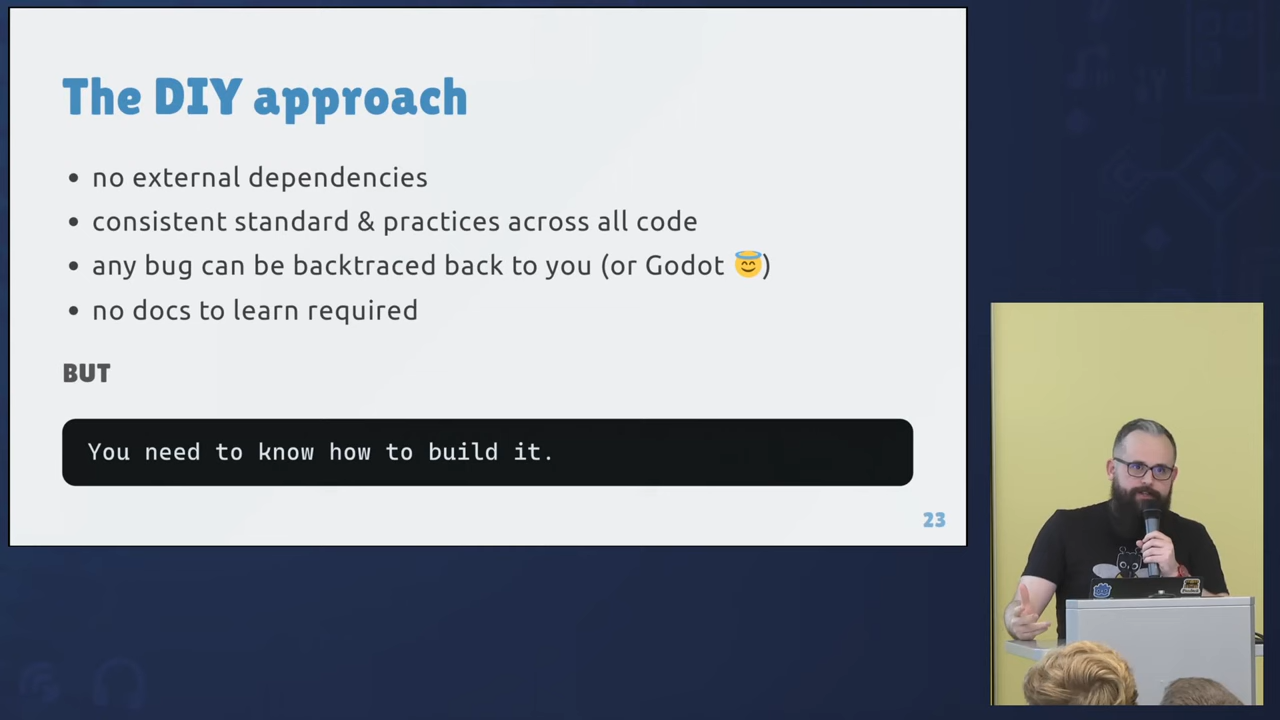 The DIY approach
• no external dependencies
• consistent standard & practices across all code
• any bug can be backtraced back to you (or Godot 😇)
• no docs to learn required
BUT
You need to know how to build it.
23